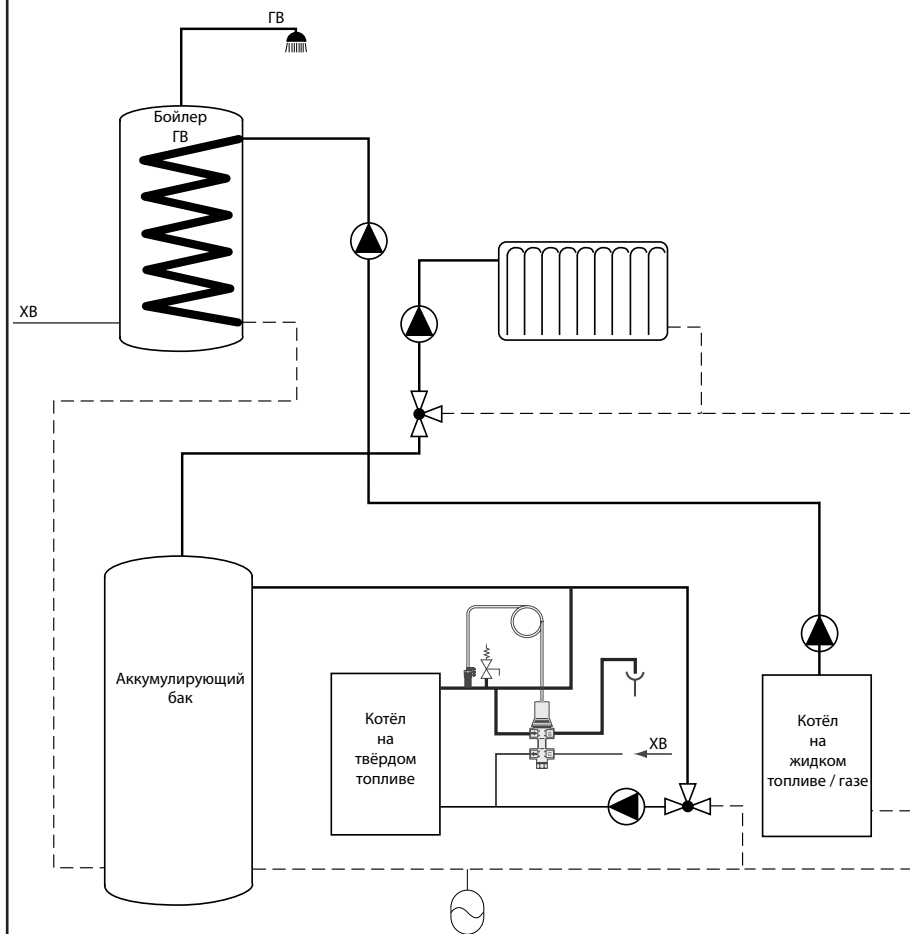 ГВ
Бойлер
ГВ
ХВ
Аккумулирующий
бак
Котёл
на
твёрдом
топливе
ХВ
Котёл
на
жидком
топливе / газе